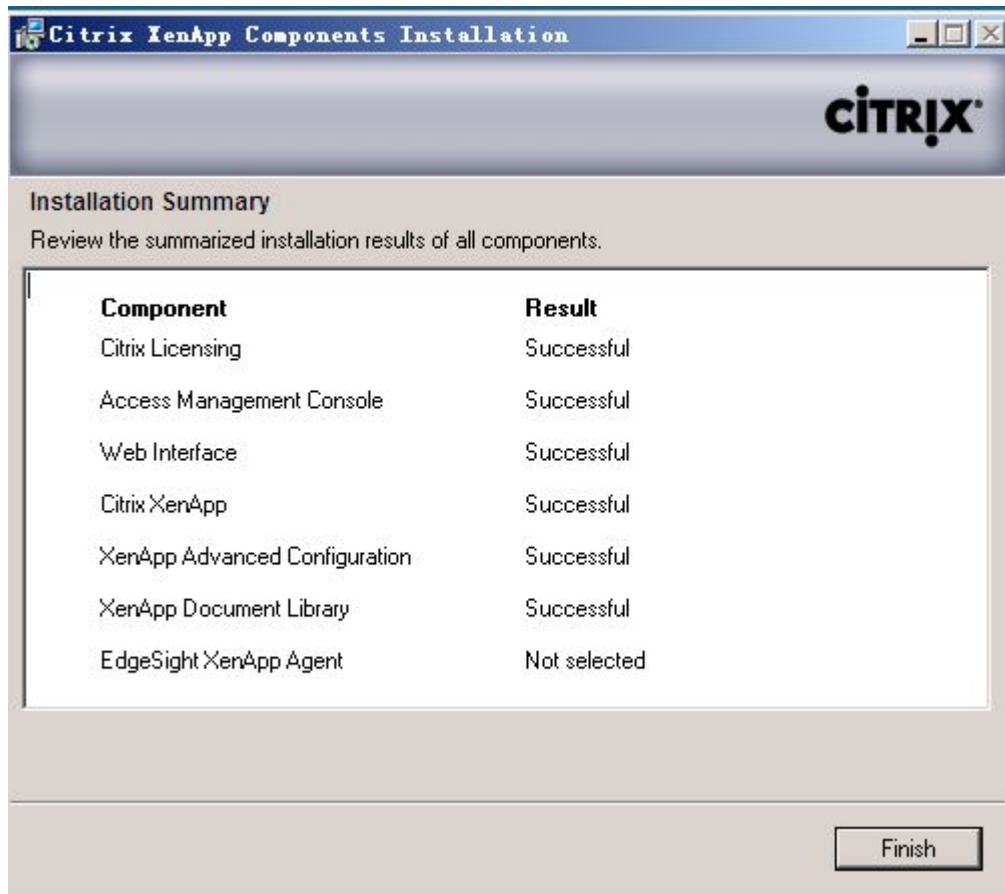 Citrix XenApp Components Installation
CiTRIX
Installation Summary
Review the summarized installation results of all components.
Component Result
Citrix Licensing Successful
Access Management Console Successful
Web Interface Successful
Citrix XenApp Successful
XenApp Advanced Configuration Successful
XenApp Document Library Successful
EdgeSight XenApp Agent Not selected
Finish